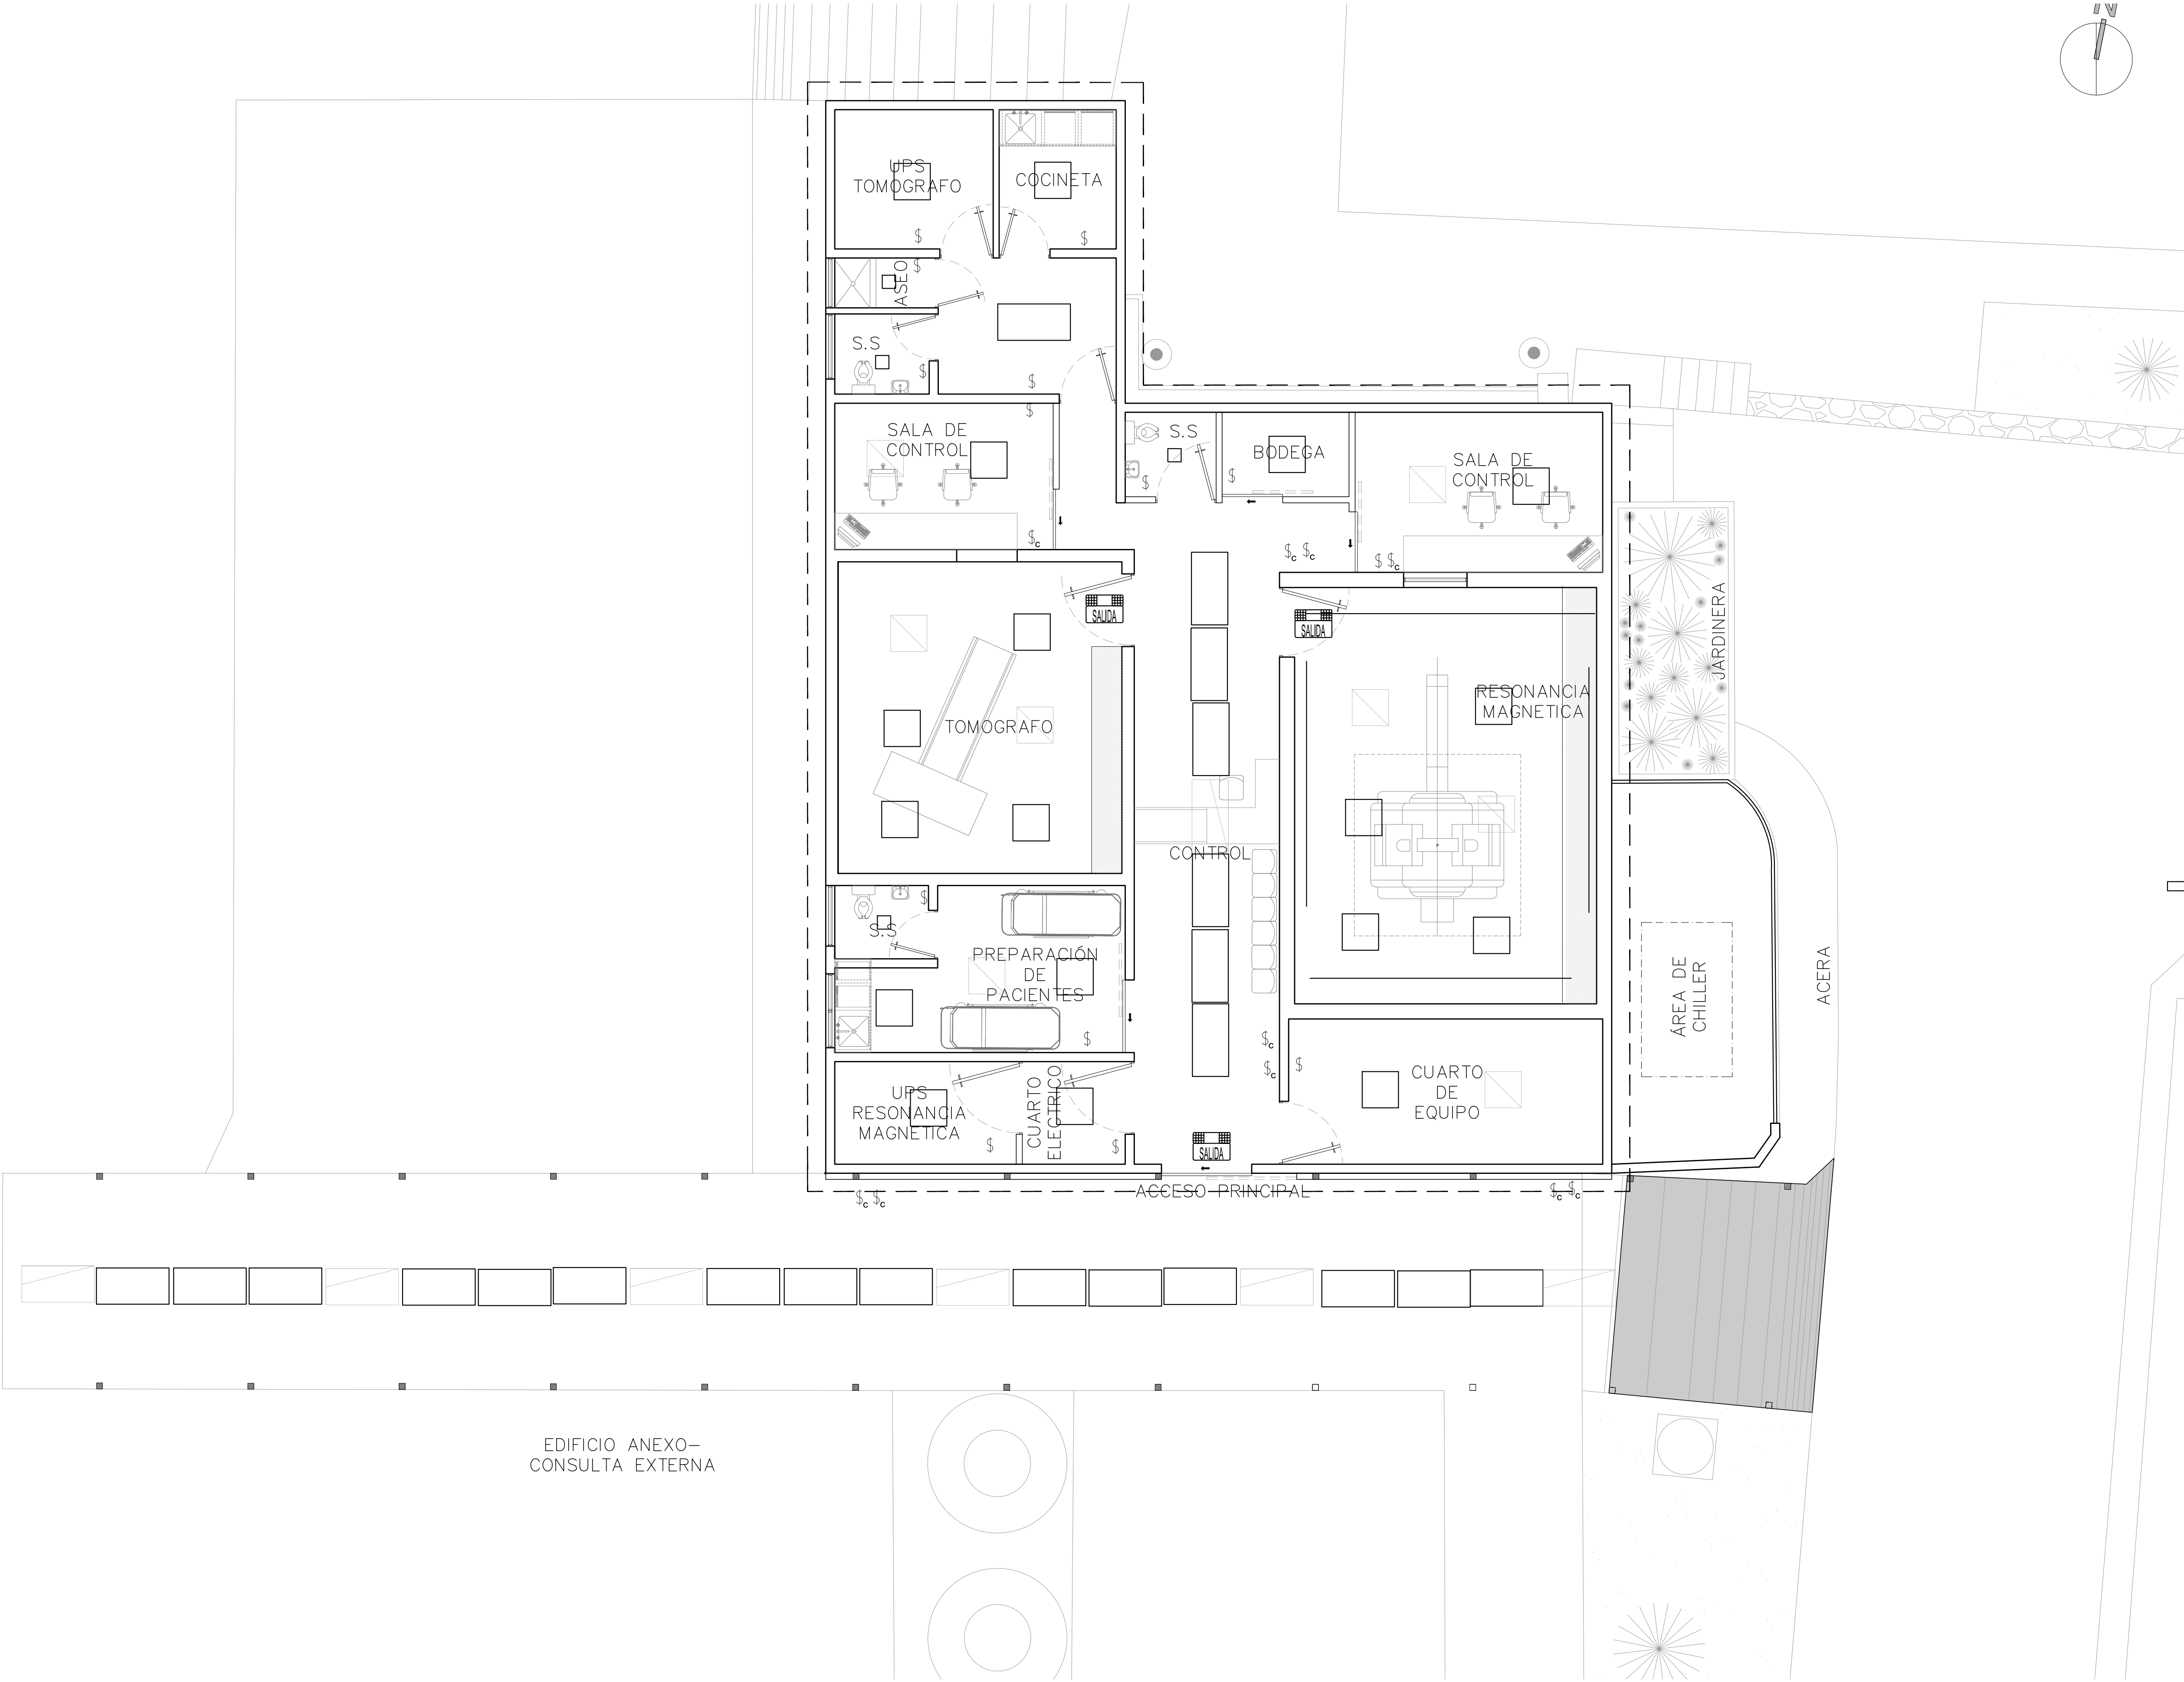 N
UPS
TOMOGRAFO
COCINETA
$
$
ASEO
$
S.S
$
$
$
SALA DE
CONTROL
S.S
BODEGA
SALA DE
CONTROL
$
$
$C
$C $C
$ $C
SALIDA
SALIDA
JARDINERA
RESONANCIA
MAGNETICA
TOMOGRAFO
CONTROL
$
S.S
PREPARACIÓN
DE
PACIENTES
ÁREA DE
CHILLER
ACERA
$
$C
$C
$
UPS
RESONANCIA
MAGNETICA
CUARTO
ELECTRICO
CUARTO
DE
EQUIPO
$
$
SALIDA
ACCESO PRINCIPAL
$C $C
$C $C
EDIFICIO ANEXO-
CONSULTA EXTERNA